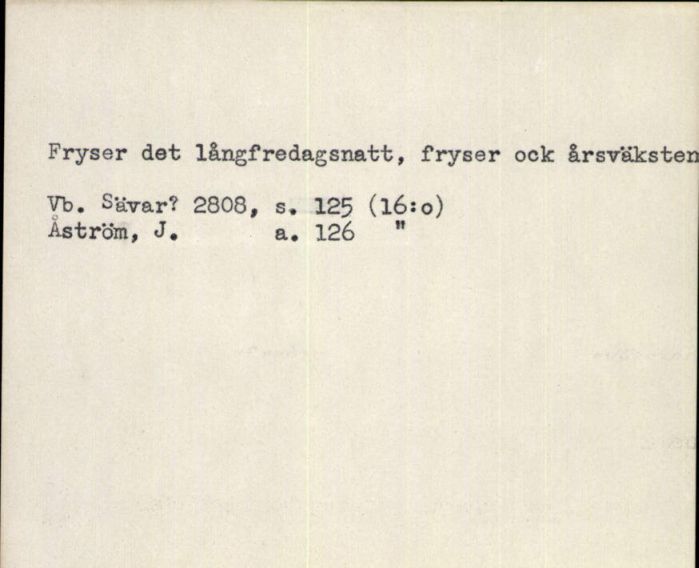 Fryser det långfredagsnatt, fryser ock årsväksten
Vb. Sävar? 2808, s. 125 (16:o)
Åström, J. a. 126 "